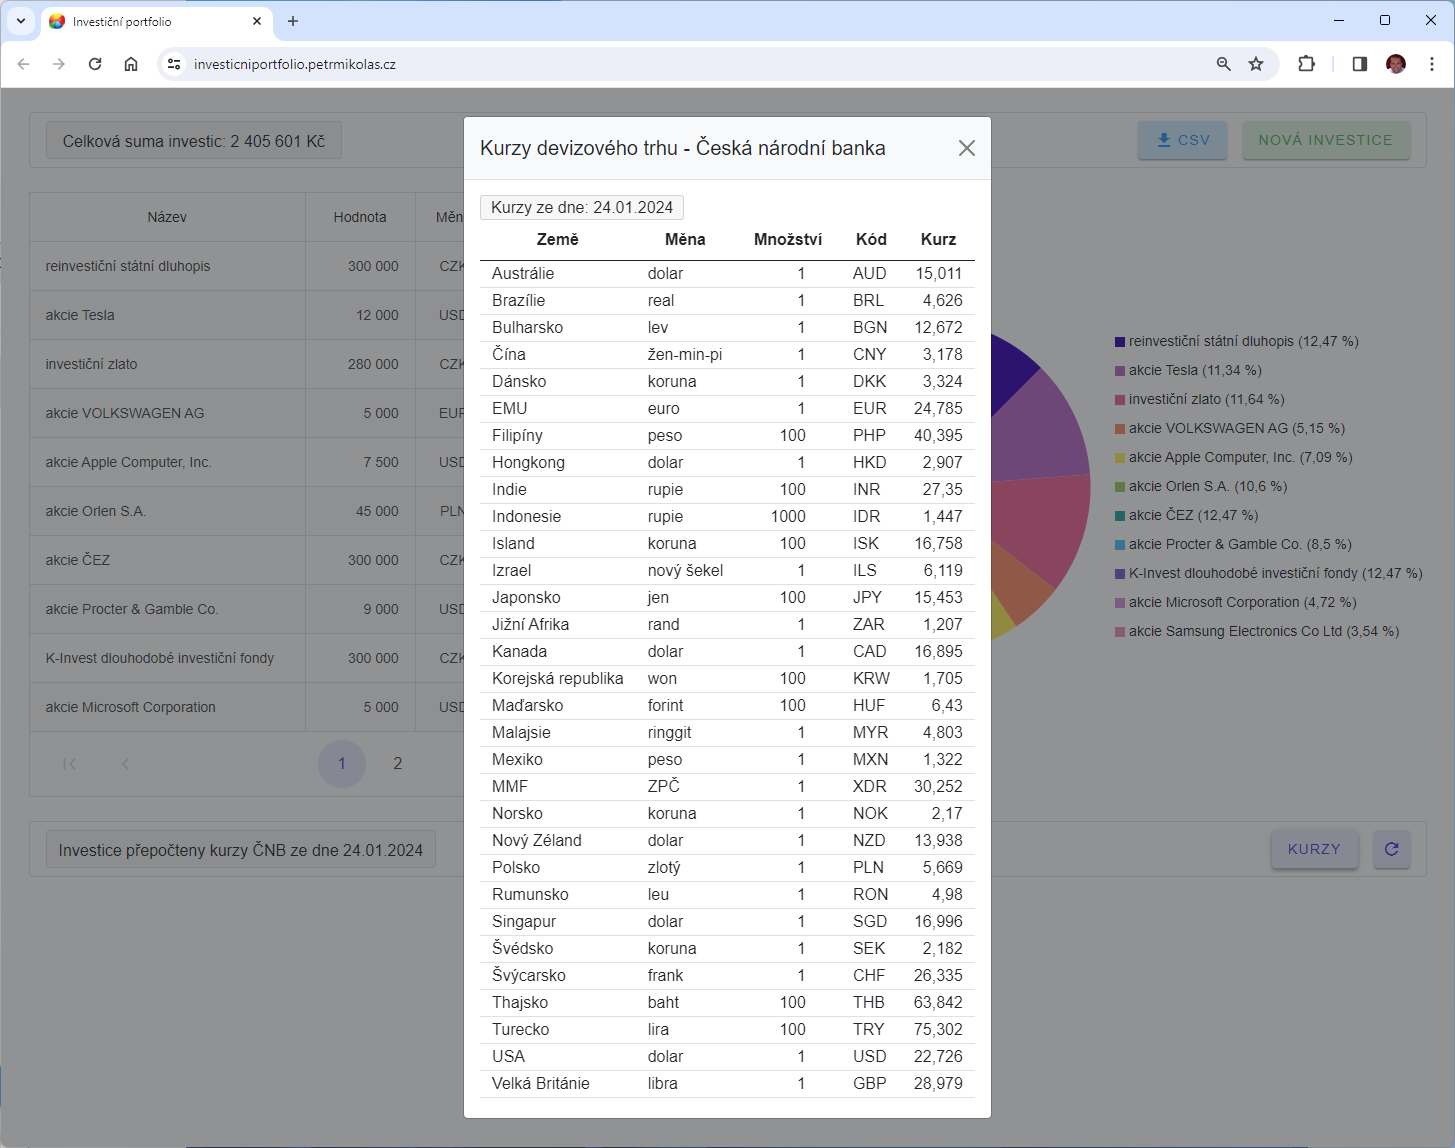 Investiční portfolio
investicniportfolio.petrmikolas.cz
Celková suma investic: 2 405 601 Kč
CSV
NOVÁ INVESTICE
Název Hodnota Měn
reinvestiční státní dluhopis 300 000 CZK
akcie Tesla 12 000 USD
investiční zlato 280 000 CZK
akcie VOLKSWAGEN AG 5 000 EUR
akcie Apple Computer, Inc. 7 500 USD
akcie Orlen S.A. 45 000 PLN
akcie ČEZ 300 000 CZK
akcie Procter & Gamble Co. 9 000 USD
K-Invest dlouhodobé investiční fondy 300 000 CZK
akcie Microsoft Corporation 5 000 USD
1 2
Investice přepočteny kurzy ČNB ze dne 24.01.2024
Kurzy devizového trhu - Česká národní banka
Kurzy ze dne: 24.01.2024
Země Měna Množství Kód Kurz
Austrálie dolar 1 AUD 15,011
Brazílie real 1 BRL 4,626
Bulharsko lev 1 BGN 12,672
Čína žen-min-pi 1 CNY 3,178
Dánsko koruna 1 DKK 3,324
EMU euro 1 EUR 24,785
Filipíny peso 100 PHP 40,395
Hongkong dolar 1 HKD 2,907
Indie rupie 100 INR 27,35
Indonesie rupie 1000 IDR 1,447
Island koruna 100 ISK 16,758
Izrael nový šekel 1 ILS 6,119
Japonsko jen 100 JPY 15,453
Jižní Afrika rand 1 ZAR 1,207
Kanada dolar 1 CAD 16,895
Korejská republika won 100 KRW 1,705
Maďarsko forint 100 HUF 6,43
Malajsie ringgit 1 MYR 4,803
Mexiko peso 1 MXN 1,322
MMF ZPČ 1 XDR 30,252
Norsko koruna 1 NOK 2,17
Nový Zéland dolar 1 NZD 13,938
Polsko zlotý 1 PLN 5,669
Rumunsko leu 1 RON 4,98
Singapur dolar 1 SGD 16,996
Švédsko koruna 1 SEK 2,182
Švýcarsko frank 1 CHF 26,335
Thajsko baht 100 THB 63,842
Turecko lira 100 TRY 75,302
USA dolar 1 USD 22,726
Velká Británie libra 1 GBP 28,979
reinvestiční státní dluhopis (12,47 %)
akcie Tesla (11,34 %)
investiční zlato (11,64 %)
akcie VOLKSWAGEN AG (5,15 %)
akcie Apple Computer, Inc. (7,09 %)
akcie Orlen S.A. (10,6 %)
akcie ČEZ (12,47 %)
akcie Procter & Gamble Co. (8,5 %)
K-Invest dlouhodobé investiční fondy (12,47 %)
akcie Microsoft Corporation (4,72 %)
akcie Samsung Electronics Co Ltd (3,54 %)
KURZY